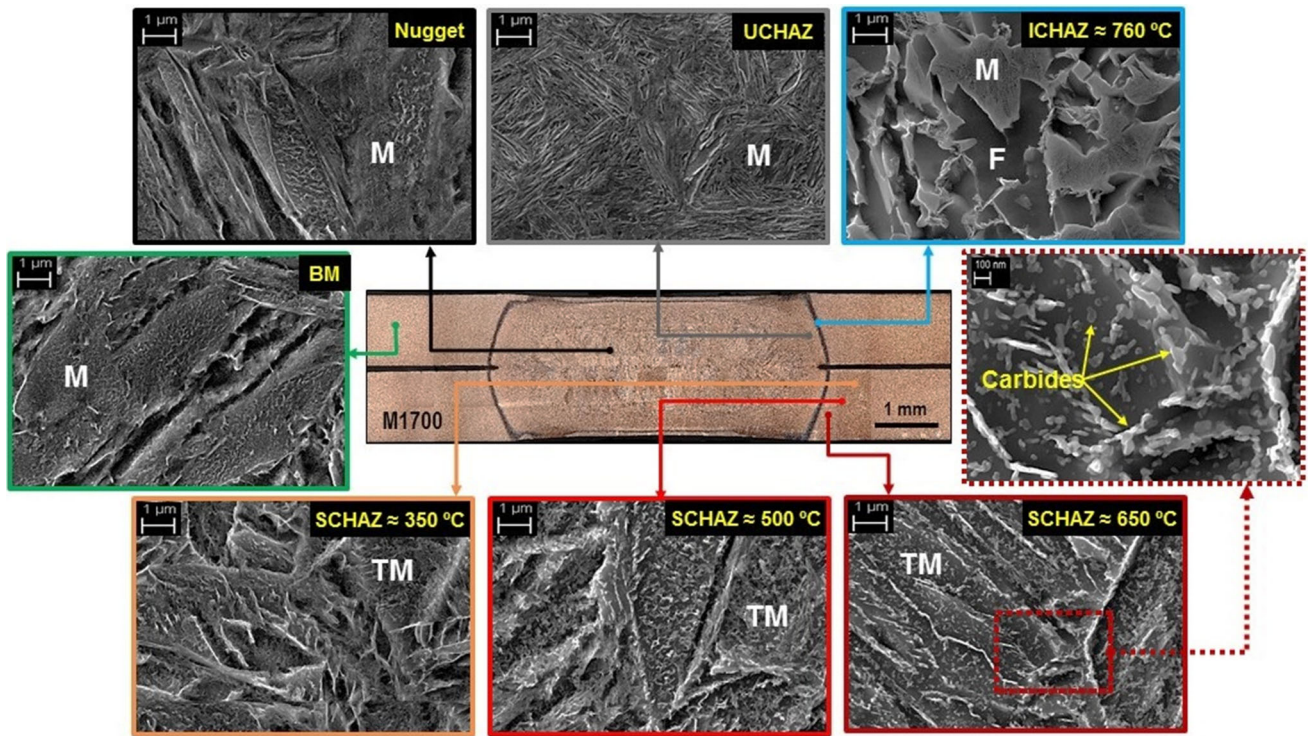 1 µm
Nugget
M
1 µm
UCHAZ
M
1 µm
ICHAZ ≈ 760 ºC
M
F
1 µm
BM
M
M1700
1 mm
100 nm
Carbides
1 µm
SCHAZ ≈ 350 ºC
TM
1 µm
SCHAZ ≈ 500 ºC
TM
1 µm
SCHAZ ≈ 650 ºC
TM